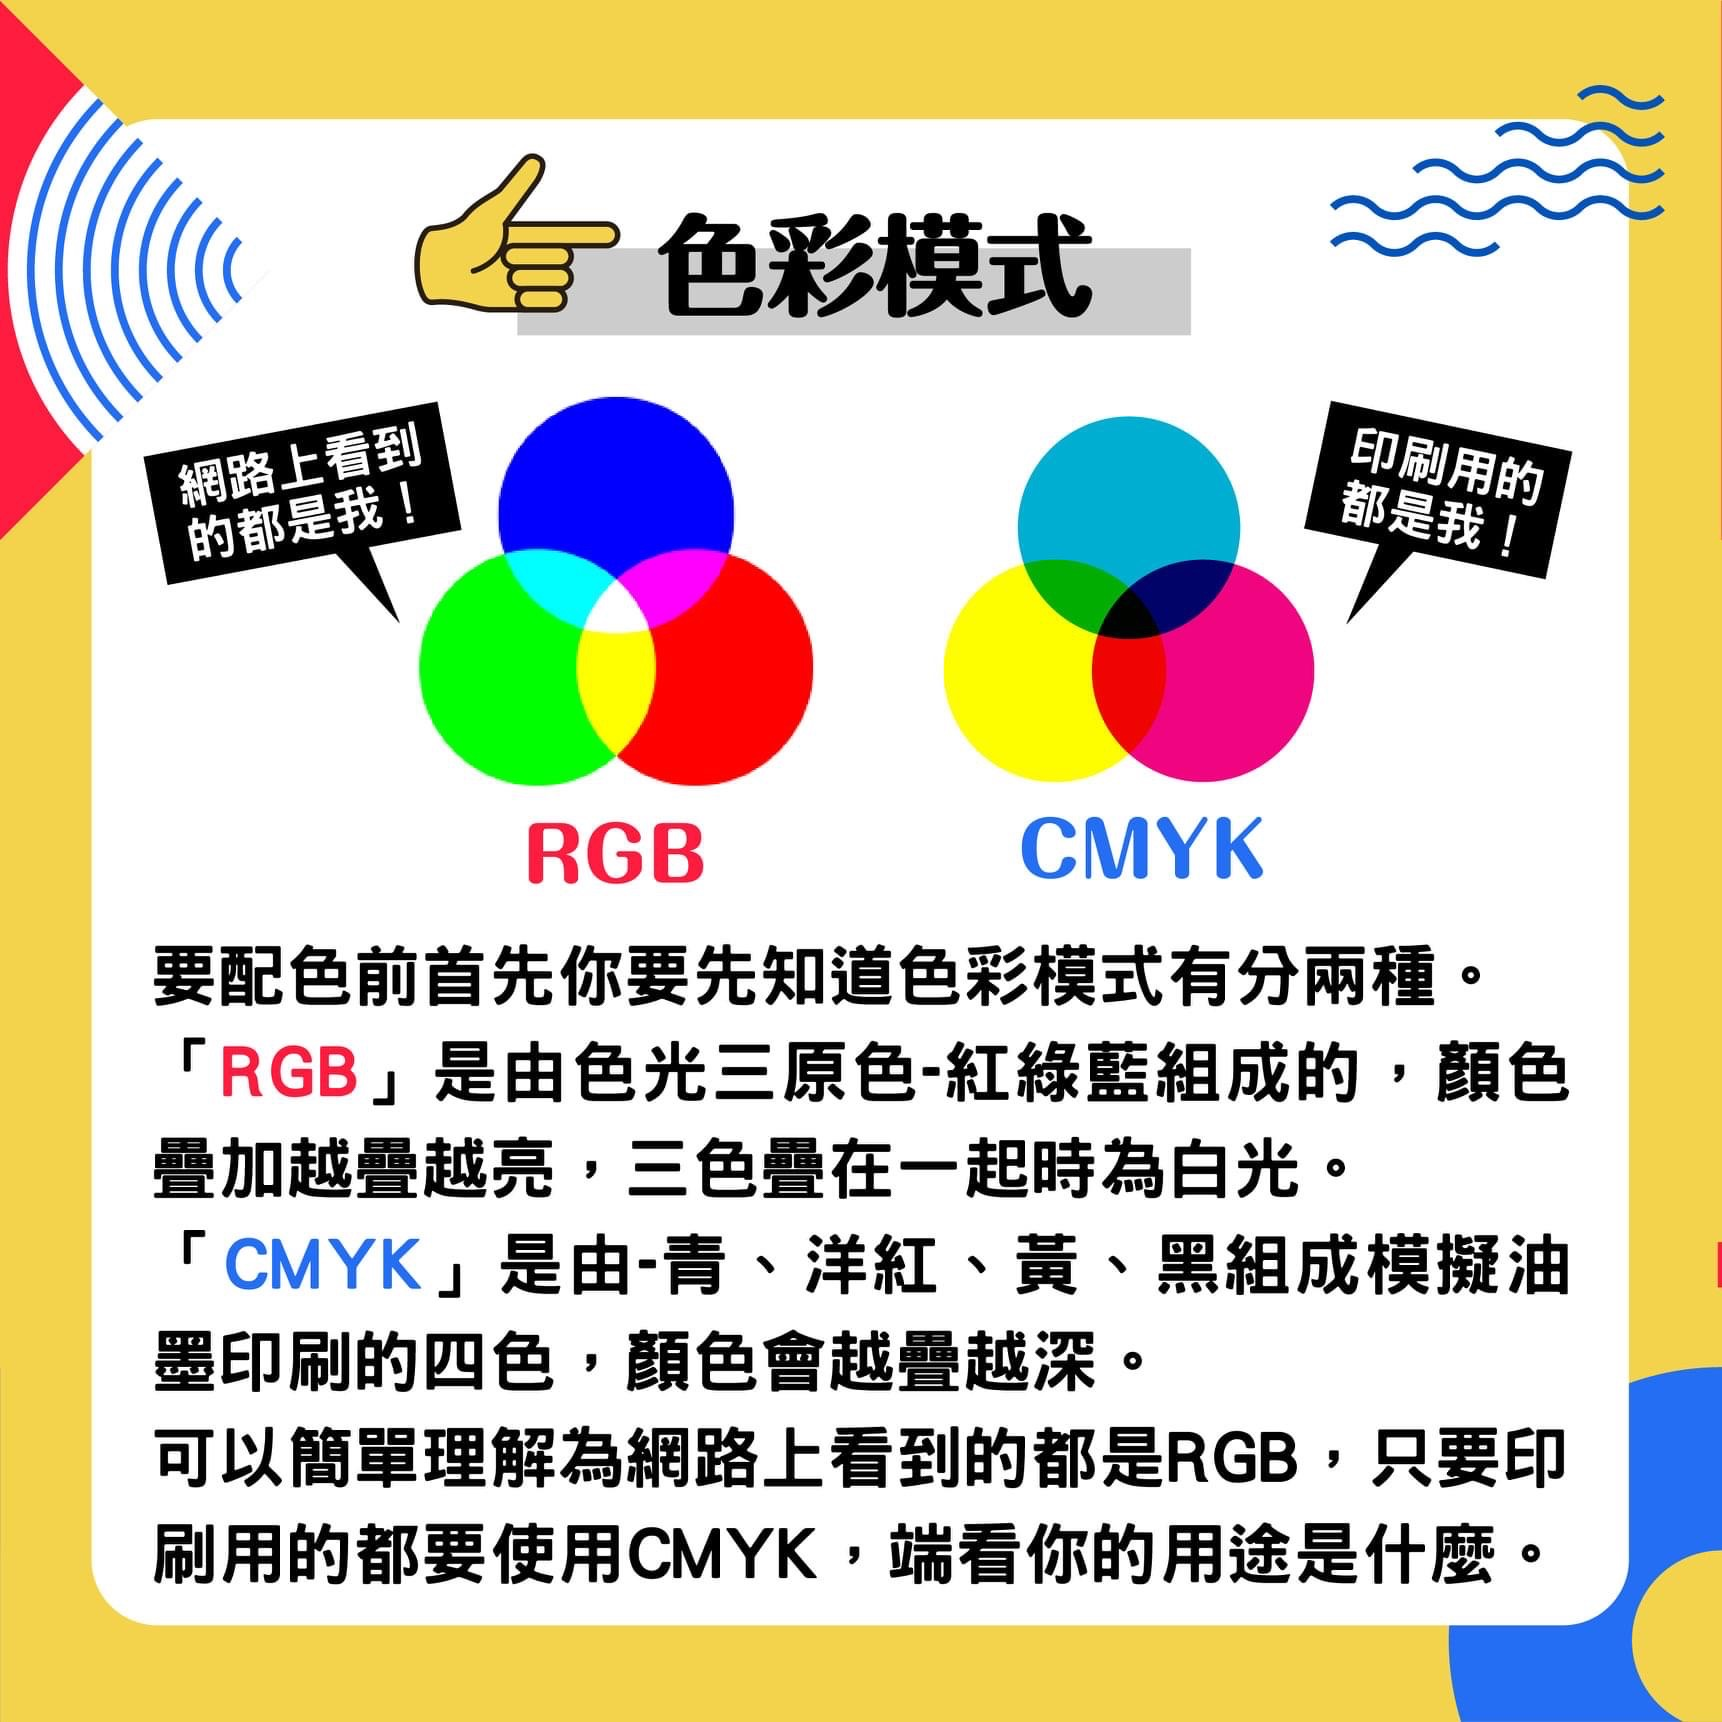 色彩模式
網路上看到
的都是我！
印刷用的
都是我！
RGB
CMYK
要配色前首先你要先知道色彩模式有分兩種。
「RGB」是由色光三原色-紅綠藍組成的，顏色
疊加越疊越亮，三色疊在一起時為白光。
「CMYK」是由-青、洋紅、黃、黑組成模擬油
墨印刷的四色，顏色會越疊越深。
可以簡單理解為網路上看到的都是RGB，只要印
刷用的都要使用CMYK，端看你的用途是什麼。